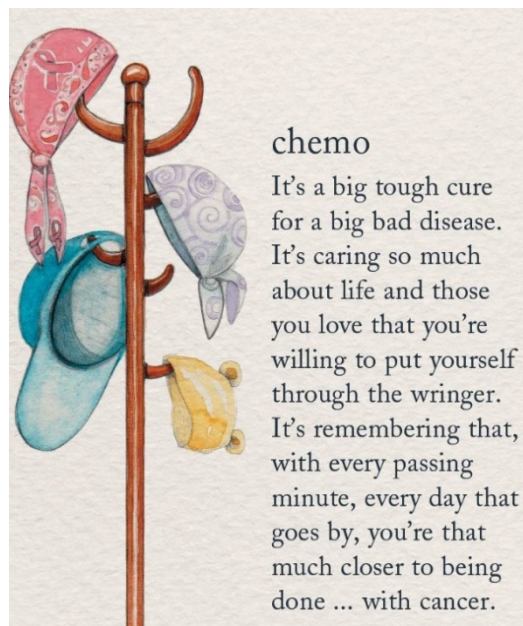 chemo
It's a big tough cure
for a big bad disease.
It's caring so much
about life and those
you love that you're
willing to put yourself
through the wringer.
It's remembering that,
with every passing
minute, every day that
goes by, you're that
much closer to being
done ... with cancer.